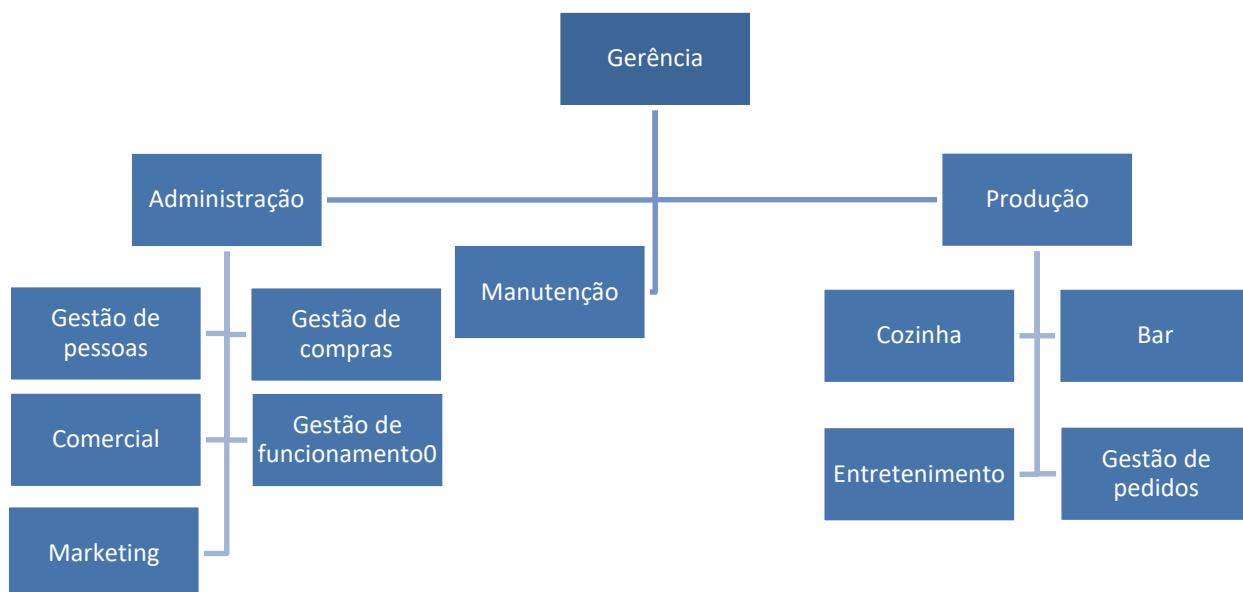 Gerência
Administração
Produção
Manutenção
Gestão de
pessoas
Gestão de
compras
Cozinha
Bar
Comercial
Gestão de
funcionamento0
Entretenimento
Gestão de
pedidos
Marketing